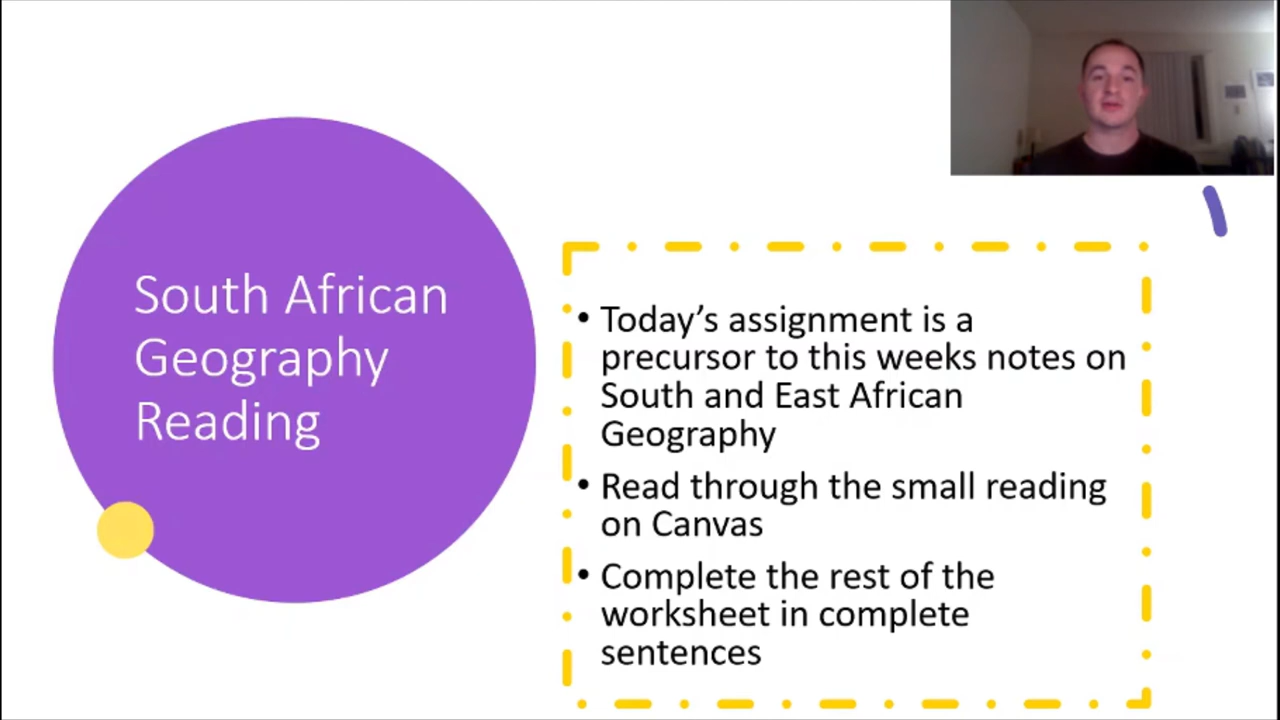 South African
Geography
Reading
• Today’s assignment is a
precursor to this weeks notes on
South and East African
Geography
• Read through the small reading
on Canvas
• Complete the rest of the
worksheet in complete
sentences